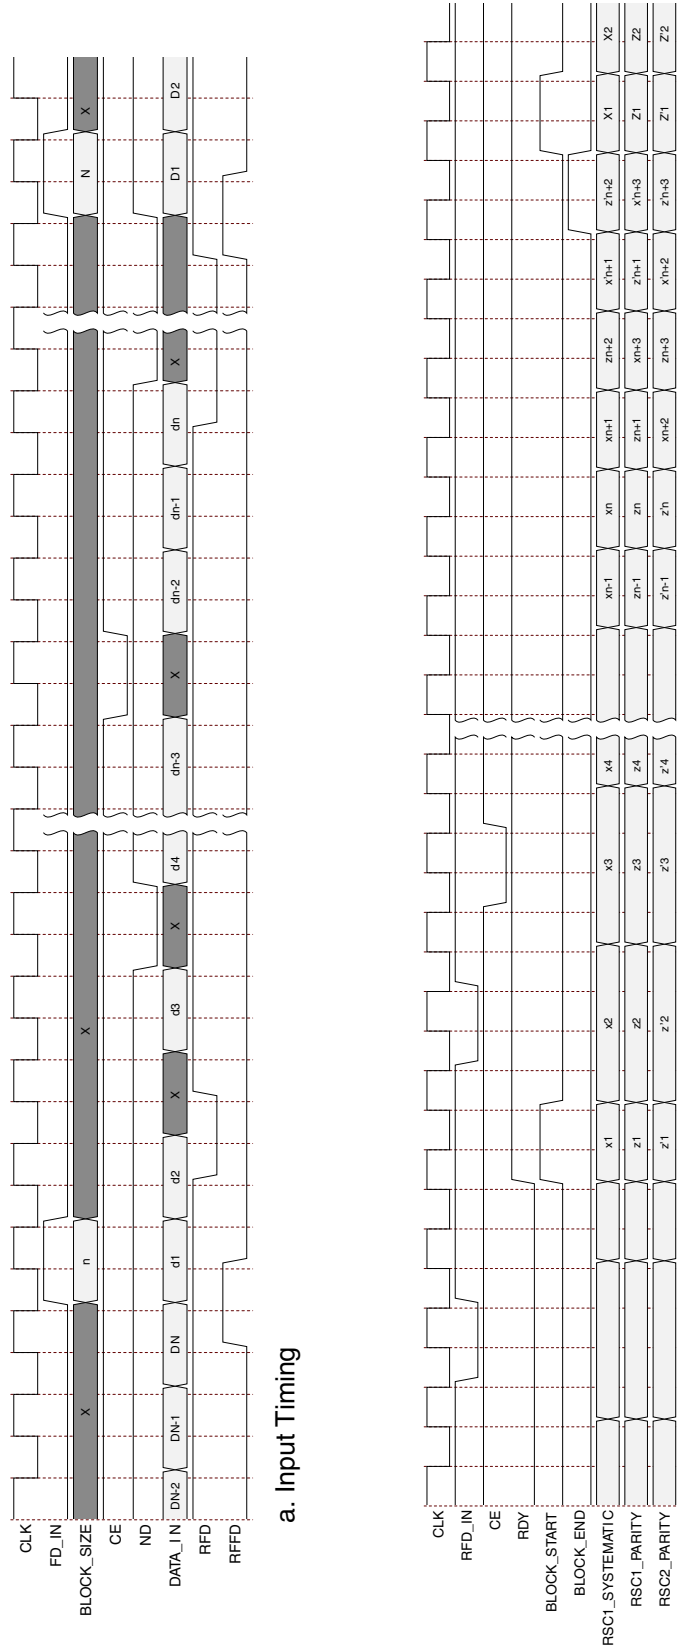 CLK
FD_IN
BLOCK_SIZE X n X N X
CE
ND
DATA_I N DN-2 DN-1 DN d1 d2 X d3 X d4 dn-3 X dn-2 dn-1 dn X D1 D2
RFD
RFFD
a. Input Timing
CLK
RFD_IN
CE
RDY
BLOCK_START
BLOCK_END
RSC1_SYSTEMATIC x1 x2 x3 x4 xn-1 xn xn+1 zn+2 x'n+1 z'n+2 X1 X2
RSC1_PARITY z1 z2 z3 z4 zn-1 zn zn+1 xn+3 z'n+1 x'n+3 Z1 Z2
RSC2_PARITY z'1 z'2 z'3 z'4 z'n-1 z'n xn+2 zn+3 x'n+2 z'n+3 Z'1 Z'2